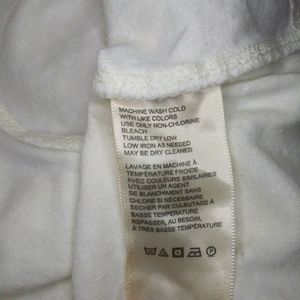 MACHINE WASH COLD
WITH LIKE COLORS
USE ONLY NON-CHLORINE
BLEACH
TUMBLE DRY LOW
LOW IRON AS NEEDED
MAY BE DRY CLEANED
LAVAGE EN MACHINE À
TEMPÉRATURE FROIDE
AVEC COULEURS SIMILAIRES
UTILISER UN AGENT
DE BLANCHIMENT SANS
CHLORE SI NÉCESSAIRE
SÉCHER PAR CULBUTAGE À
BASSE TEMPÉRATURE
REPASSER, AU BESOIN,
À TRÈS BASSE TEMPÉRATURE